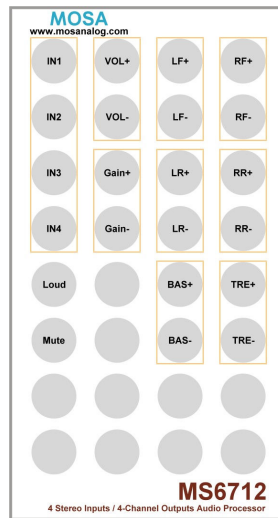 MOSA
www.mosanalog.com
IN1 VOL+ LF+ RF+
IN2 VOL- LF- RF-
IN3 Gain+ LR+ RR+
IN4 Gain- LR- RR-
Loud BAS+ TRE+
Mute BAS- TRE-
MS6712
4 Stereo Inputs / 4-Channel Outputs Audio Processor